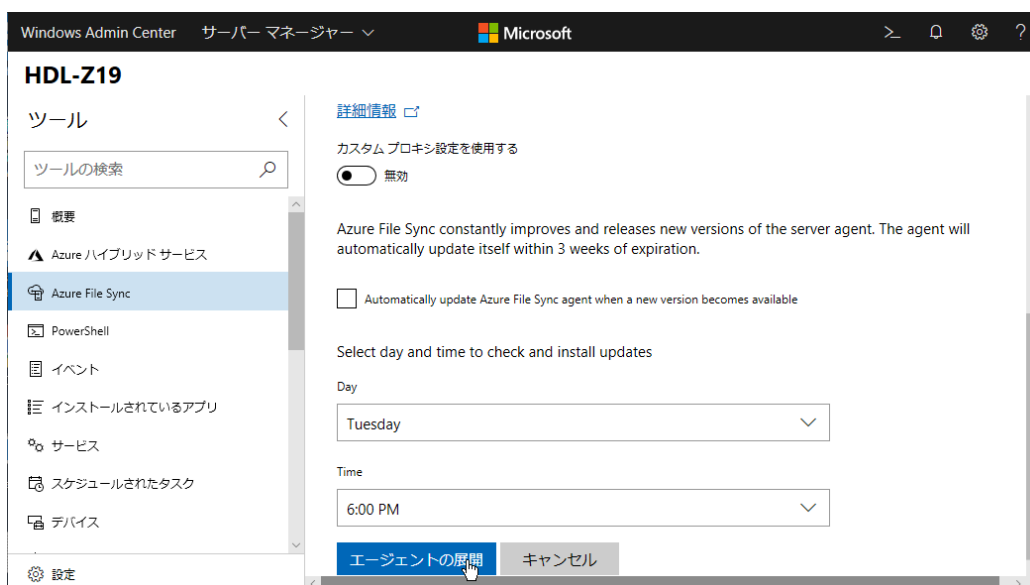 Windows Admin Center サーバー マネージャー Microsoft
HDL-Z19
ツール
ツールの検索
概要
Azure ハイブリッド サービス
Azure File Sync
PowerShell
イベント
インストールされているアプリ
サービス
スケジュールされたタスク
デバイス
設定
詳細情報
カスタム プロキシ設定を使用する
無効
Azure File Sync constantly improves and releases new versions of the server agent. The agent will
automatically update itself within 3 weeks of expiration.
Automatically update Azure File Sync agent when a new version becomes available
Select day and time to check and install updates
Day
Tuesday
Time
6:00 PM
エージェントの展開 キャンセル